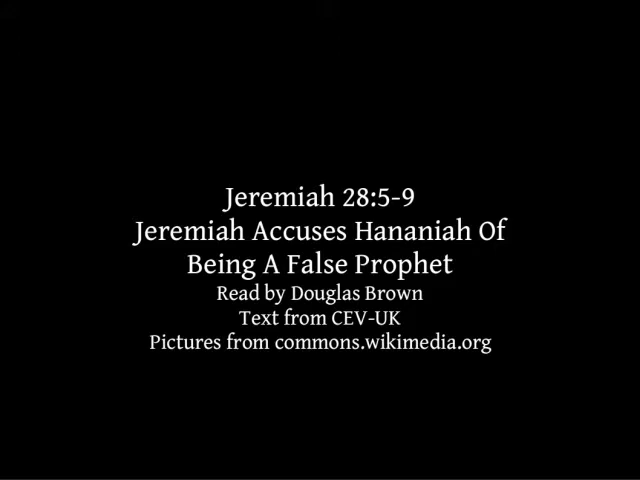 Jeremiah 28:5-9
Jeremiah Accuses Hananiah Of
Being A False Prophet
Read by Douglas Brown
Text from CEV-UK
Pictures from commons.wikimedia.org